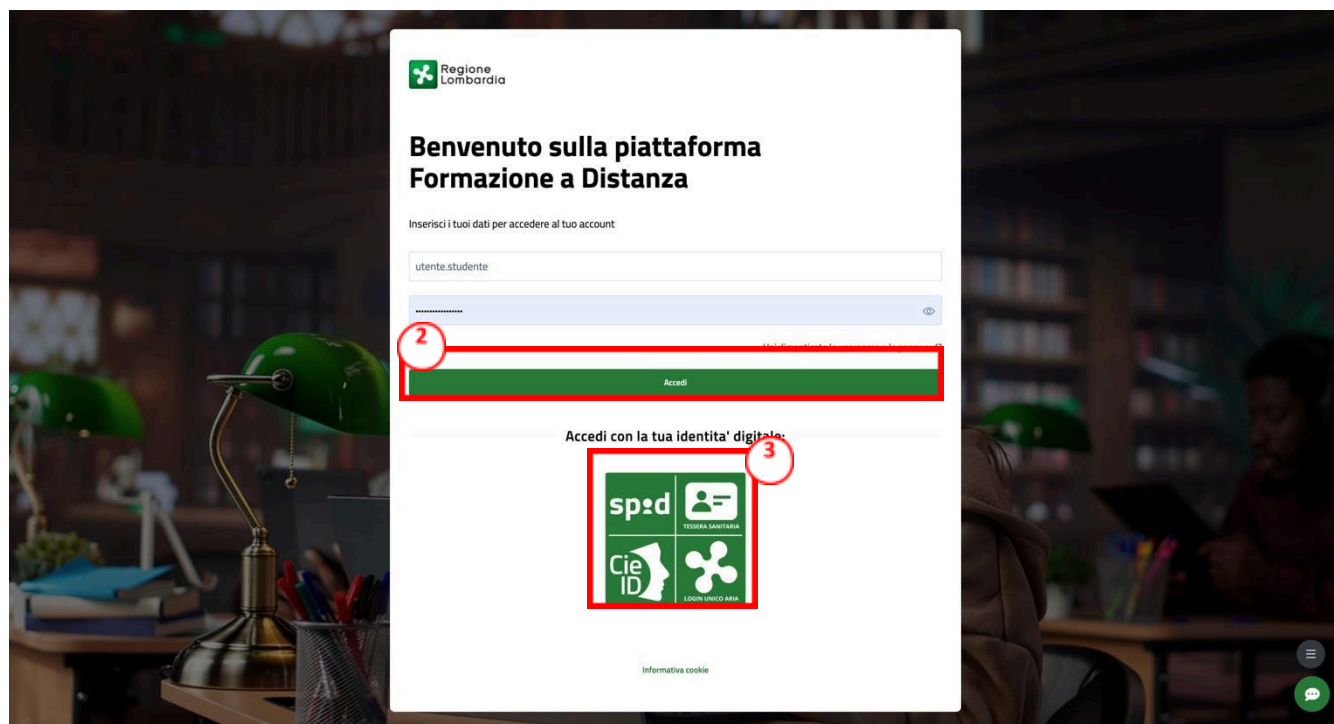 Regione
Lombardia
Benvenuto sulla piattaforma
Formazione a Distanza
Inserisci i tuoi dati per accedere al tuo account
utente.studente
2
Accedi
Accedi con la tua identita' digitale:
3
sp:d
TESSERA SANITARIA
Cie
ID
LOGIN UNICO ARIA
Informativa cookie